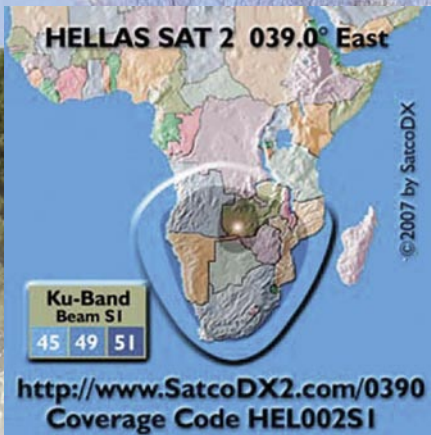 HELLAS SAT 2 039.0° East
©2007 by SatcoDX
Ku-Band
Beam S1
45 49 51
http://www.SatcoDX2.com/0390
Coverage Code HEL002S1